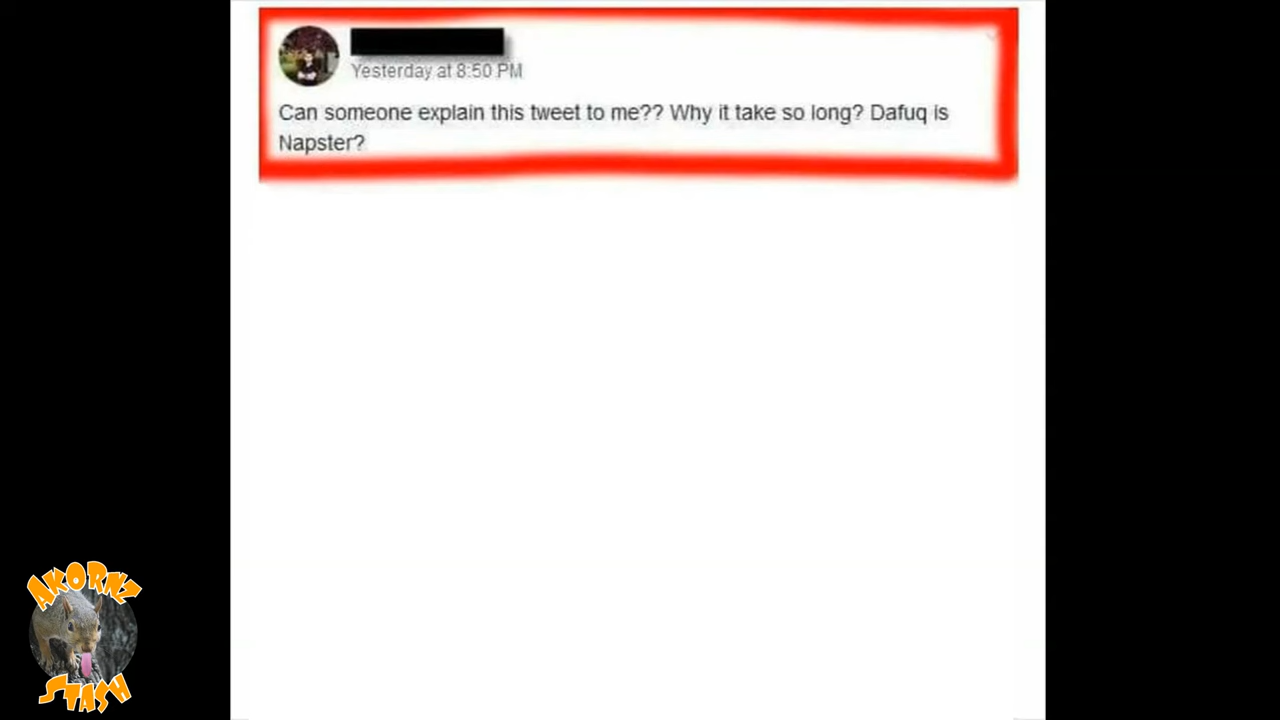 Yesterday at 8:50 PM
Can someone explain this tweet to me?? Why it take so long? Dafuq is
Napster?
AKORNZ
STASH